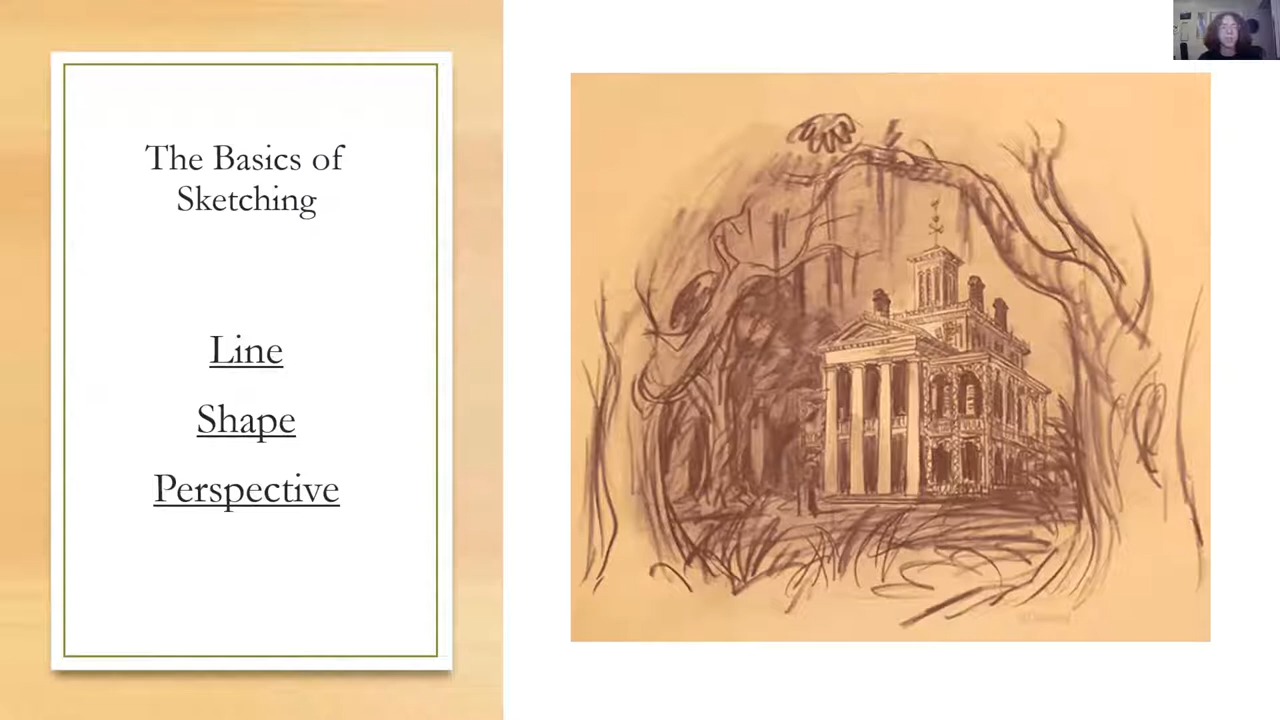 The Basics of
Sketching
Line
Shape
Perspective